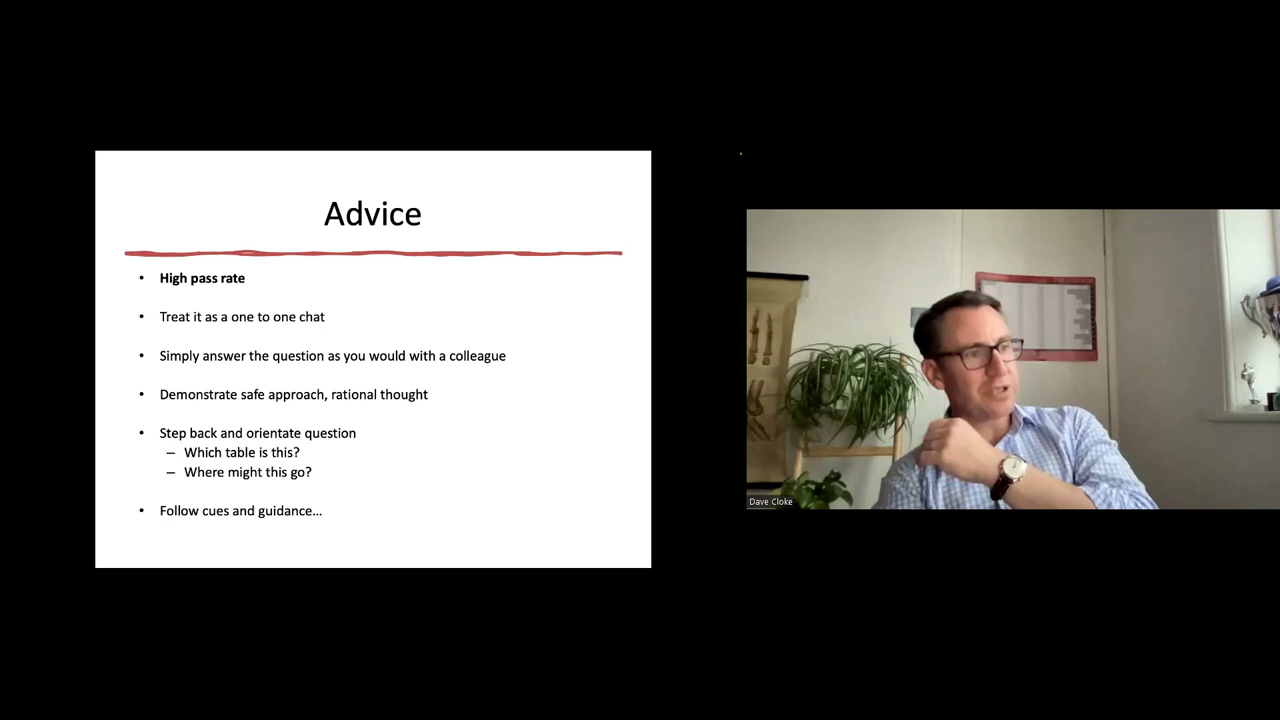 Advice
• High pass rate
• Treat it as a one to one chat
• Simply answer the question as you would with a colleague
• Demonstrate safe approach, rational thought
• Step back and orientate question
– Which table is this?
– Where might this go?
• Follow cues and guidance…
Dave Cloke